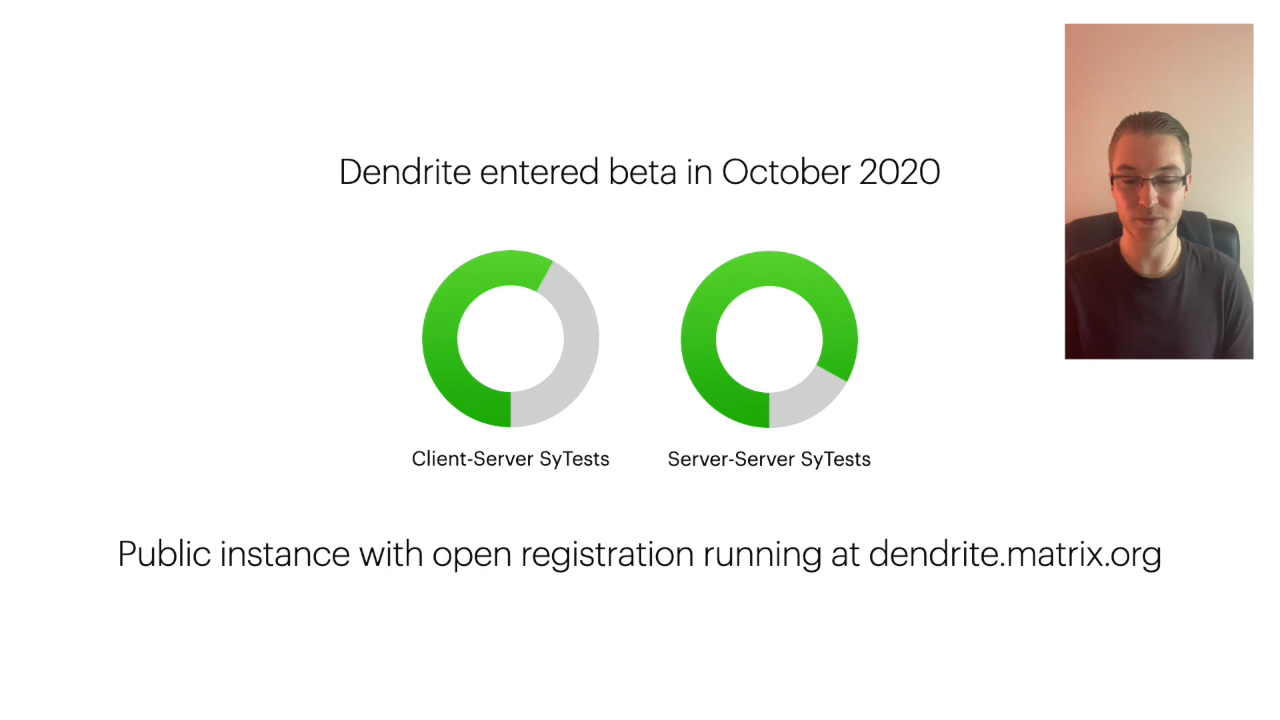 Dendrite entered beta in October 2020
Client-Server SyTests
Server-Server SyTests
Public instance with open registration running at dendrite.matrix.org